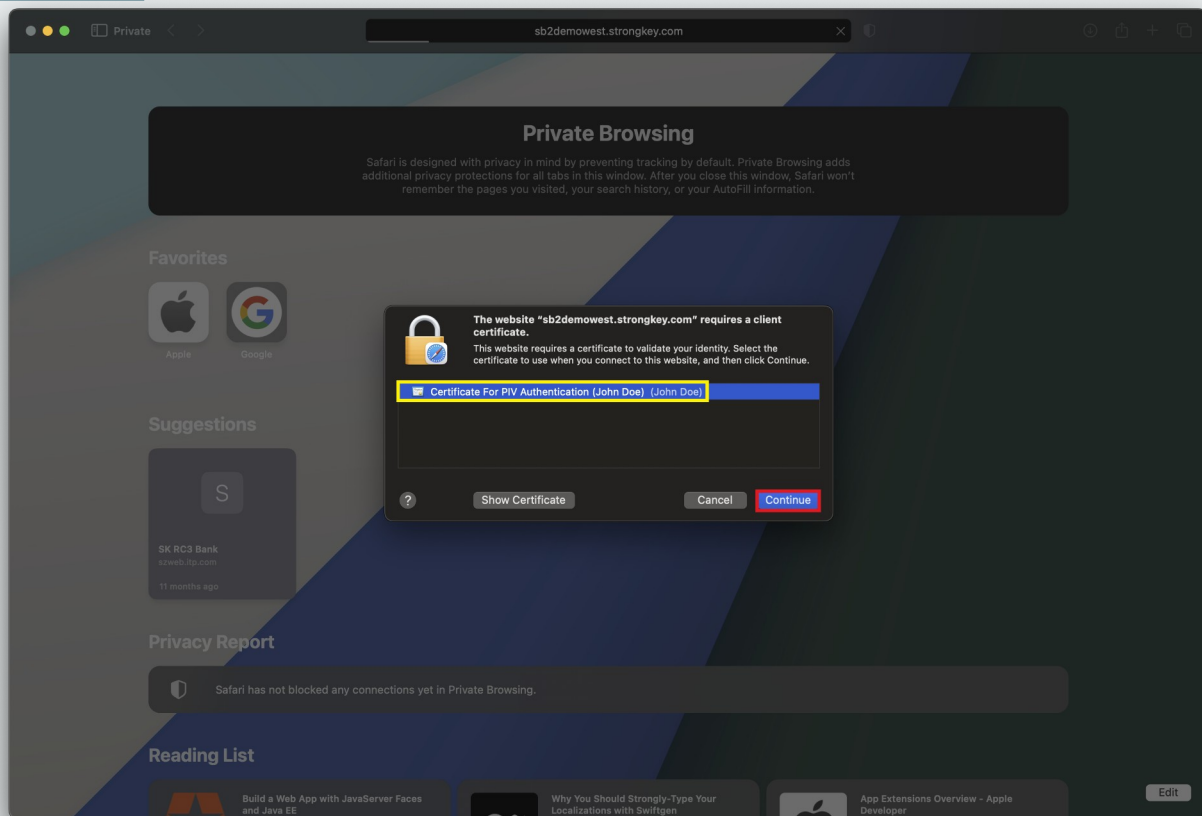 Private
sb2demowest.strongkey.com
Private Browsing
Safari is designed with privacy in mind by preventing tracking by default. Private Browsing adds
additional privacy protections for all tabs in this window. After you close this window, Safari won't
remember the pages you visited, your search history, or your AutoFill information.
Favorites
Apple
Google
The website “sb2demowest.strongkey.com” requires a client
certificate.
This website requires a certificate to validate your identity. Select the
certificate to use when you connect to this website, and then click Continue.
Certificate For PIV Authentication (John Doe) (John Doe)
?
Show Certificate
Cancel
Continue
Suggestions
S
SK RC3 Bank
szweb.itp.com
11 months ago
Privacy Report
Safari has not blocked any connections yet in Private Browsing.
Reading List
Build a Web App with JavaServer Faces
and Java EE
Why You Should Strongly-Type Your
Localizations with Swiftgen
App Extensions Overview - Apple
Developer
Edit